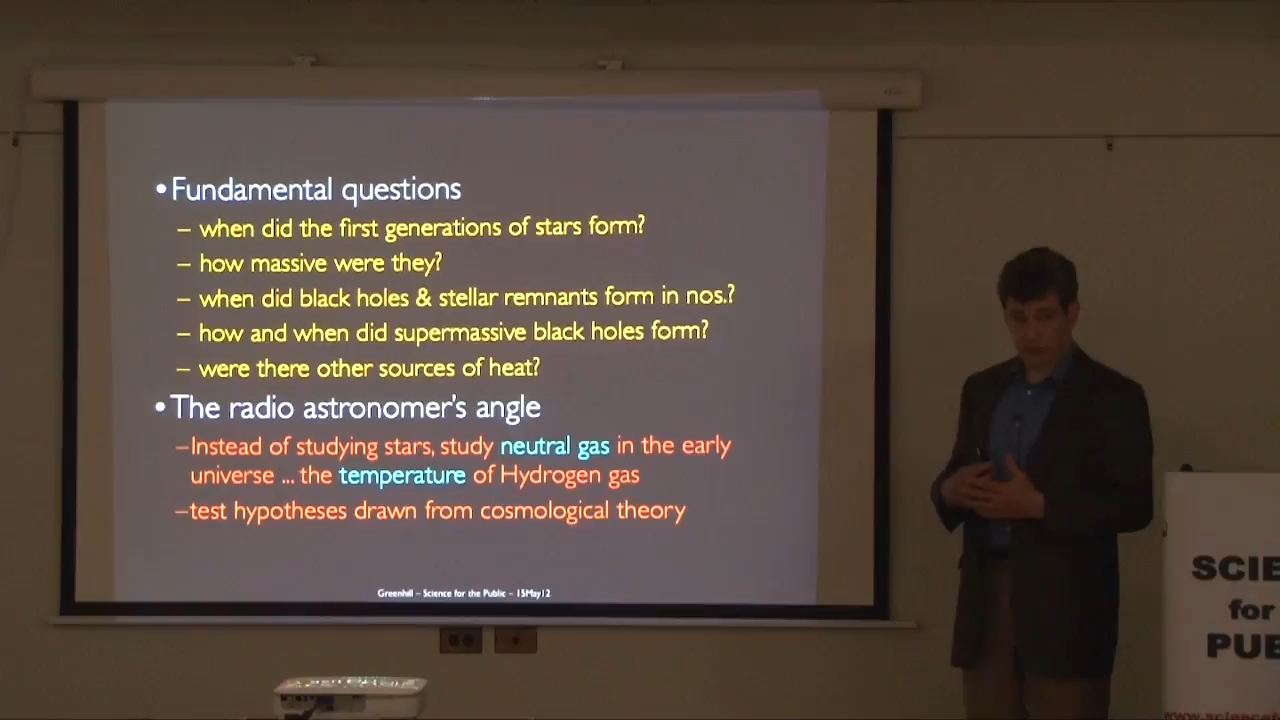 •Fundamental questions
– when did the first generations of stars form?
– how massive were they?
– when did black holes & stellar remnants form in nos.?
– how and when did supermassive black holes form?
– were there other sources of heat?
•The radio astronomer's angle
–Instead of studying stars, study neutral gas in the early
universe ... the temperature of Hydrogen gas
–test hypotheses drawn from cosmological theory
Greenhill – Science for the Public – 15May12
SCIE
for
PUB
www.science